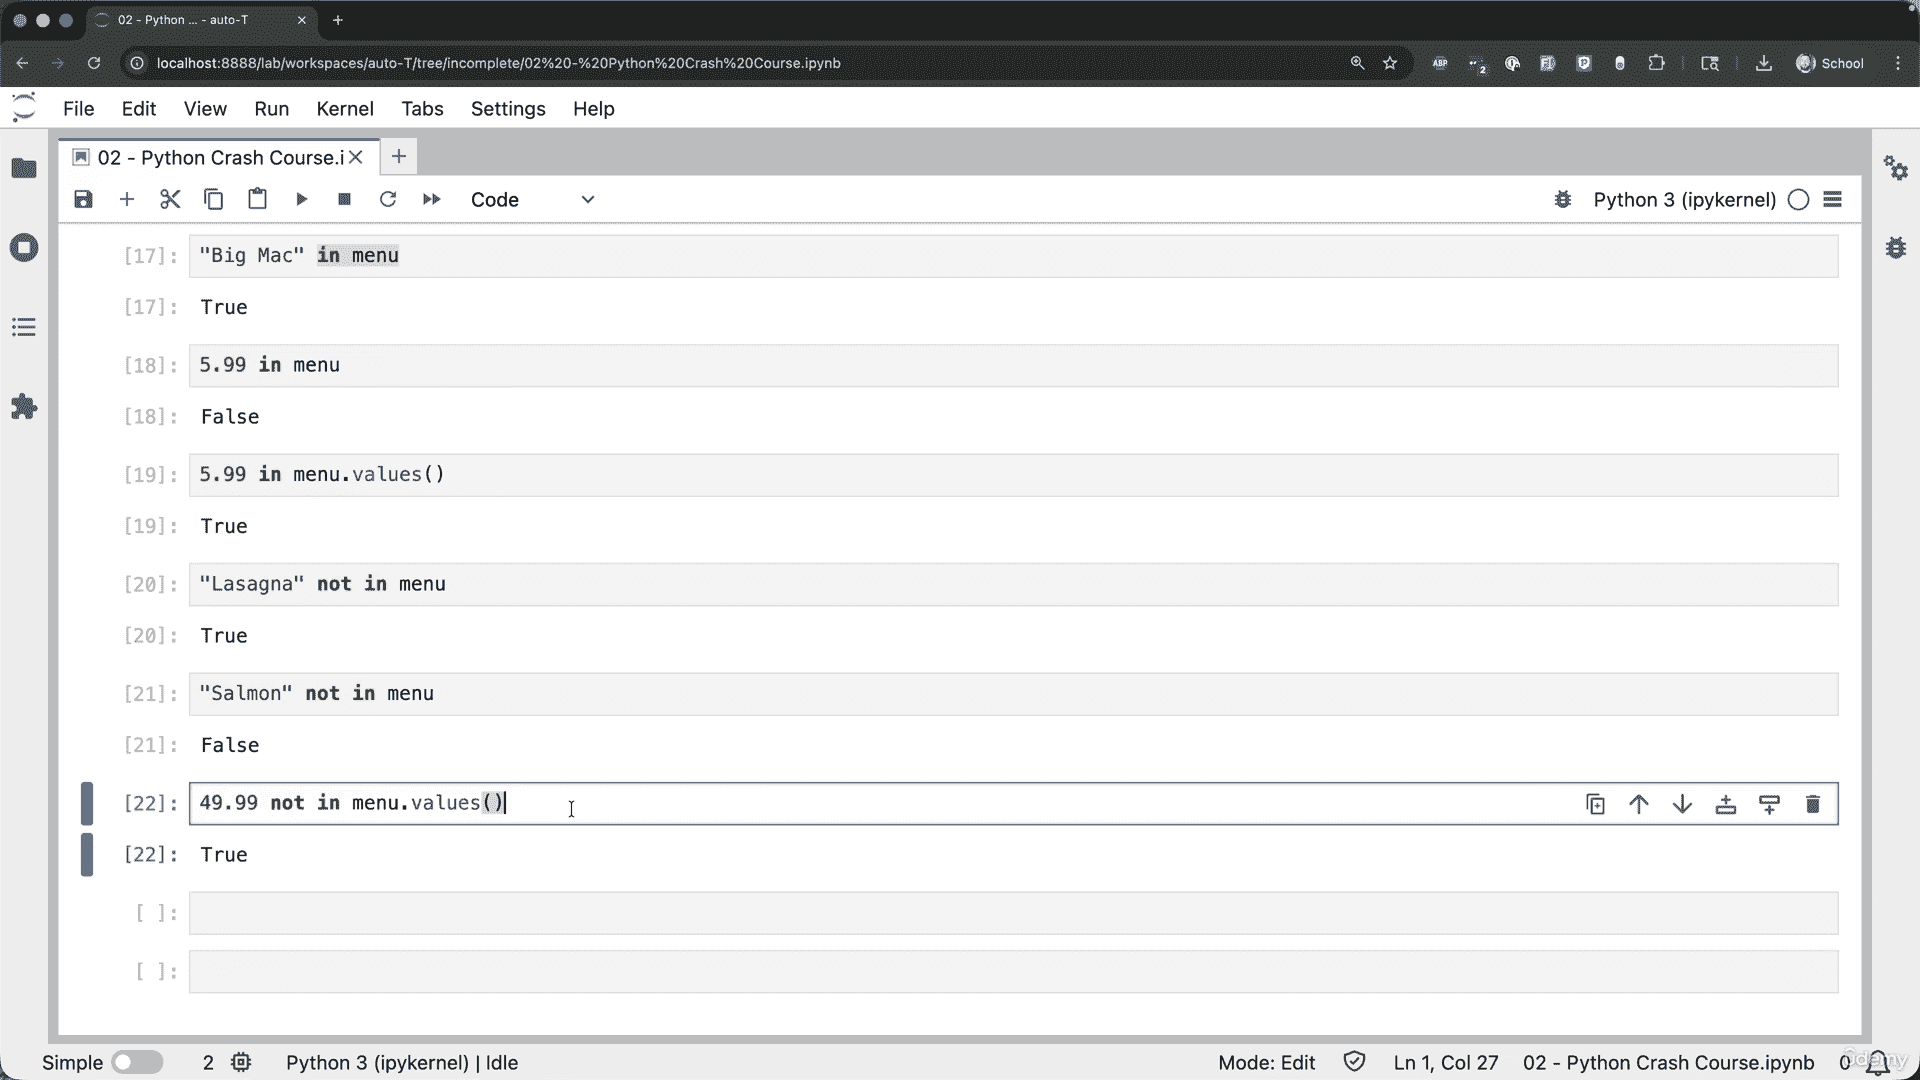 02 - Python ... - auto-T
localhost:8888/lab/workspaces/auto-T/tree/incomplete/02%20-%20Python%20Crash%20Course.ipynb
ABP
2
School
File Edit View Run Kernel Tabs Settings Help
02 - Python Crash Course.i
Code
Python 3 (ipykernel)
[17]: "Big Mac" in menu
[17]: True
[18]: 5.99 in menu
[18]: False
[19]: 5.99 in menu.values()
[19]: True
[20]: "Lasagna" not in menu
[20]: True
[21]: "Salmon" not in menu
[21]: False
[22]: 49.99 not in menu.values()
[22]: True
[ ]:
[ ]:
Simple 2 Python 3 (ipykernel) | Idle Mode: Edit Ln 1, Col 27 02 - Python Crash Course.ipynb 0
Udemy